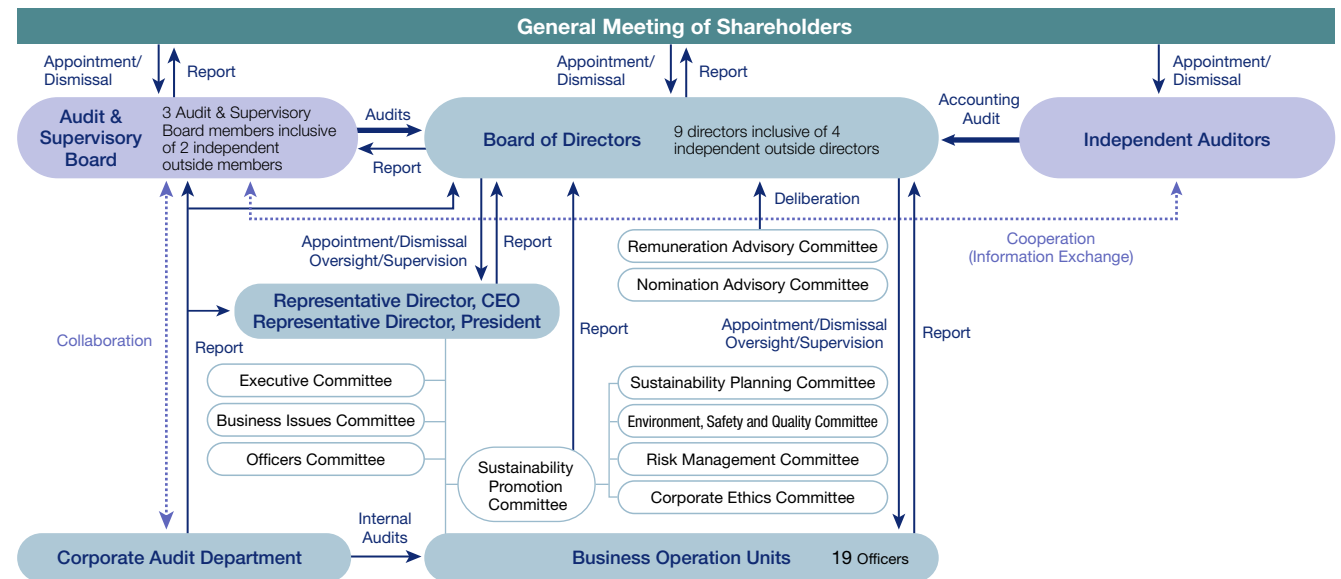 General Meeting of Shareholders
Appointment/
Dismissal
Report
Appointment/
Dismissal
Report
Appointment/
Dismissal
Audit &
Supervisory
Board
3 Audit & Supervisory
Board members inclusive
of 2 independent
outside members
Audits
Report
Board of Directors
9 directors inclusive of 4
independent outside directors
Accounting
Audit
Independent Auditors
Deliberation
Appointment/Dismissal
Oversight/Supervision
Report
Remuneration Advisory Committee
Nomination Advisory Committee
Cooperation
(Information Exchange)
Representative Director, CEO
Representative Director, President
Collaboration
Report
Report
Appointment/Dismissal
Oversight/Supervision
Report
Executive Committee
Business Issues Committee
Officers Committee
Sustainability
Promotion
Committee
Sustainability Planning Committee
Environment, Safety and Quality Committee
Risk Management Committee
Corporate Ethics Committee
Corporate Audit Department
Internal
Audits
Business Operation Units
19 Officers